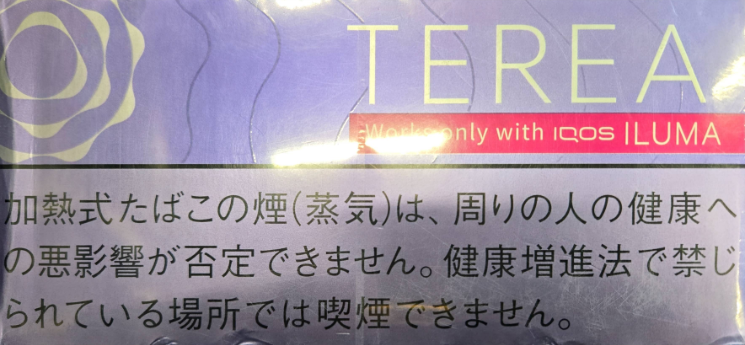 TEREA
Works only with IQOS ILUMA
加熱式たばこの煙(蒸気)は、周りの人の健康へ
の悪影響が否定できません。健康増進法で禁じ
られている場所では喫煙できません。